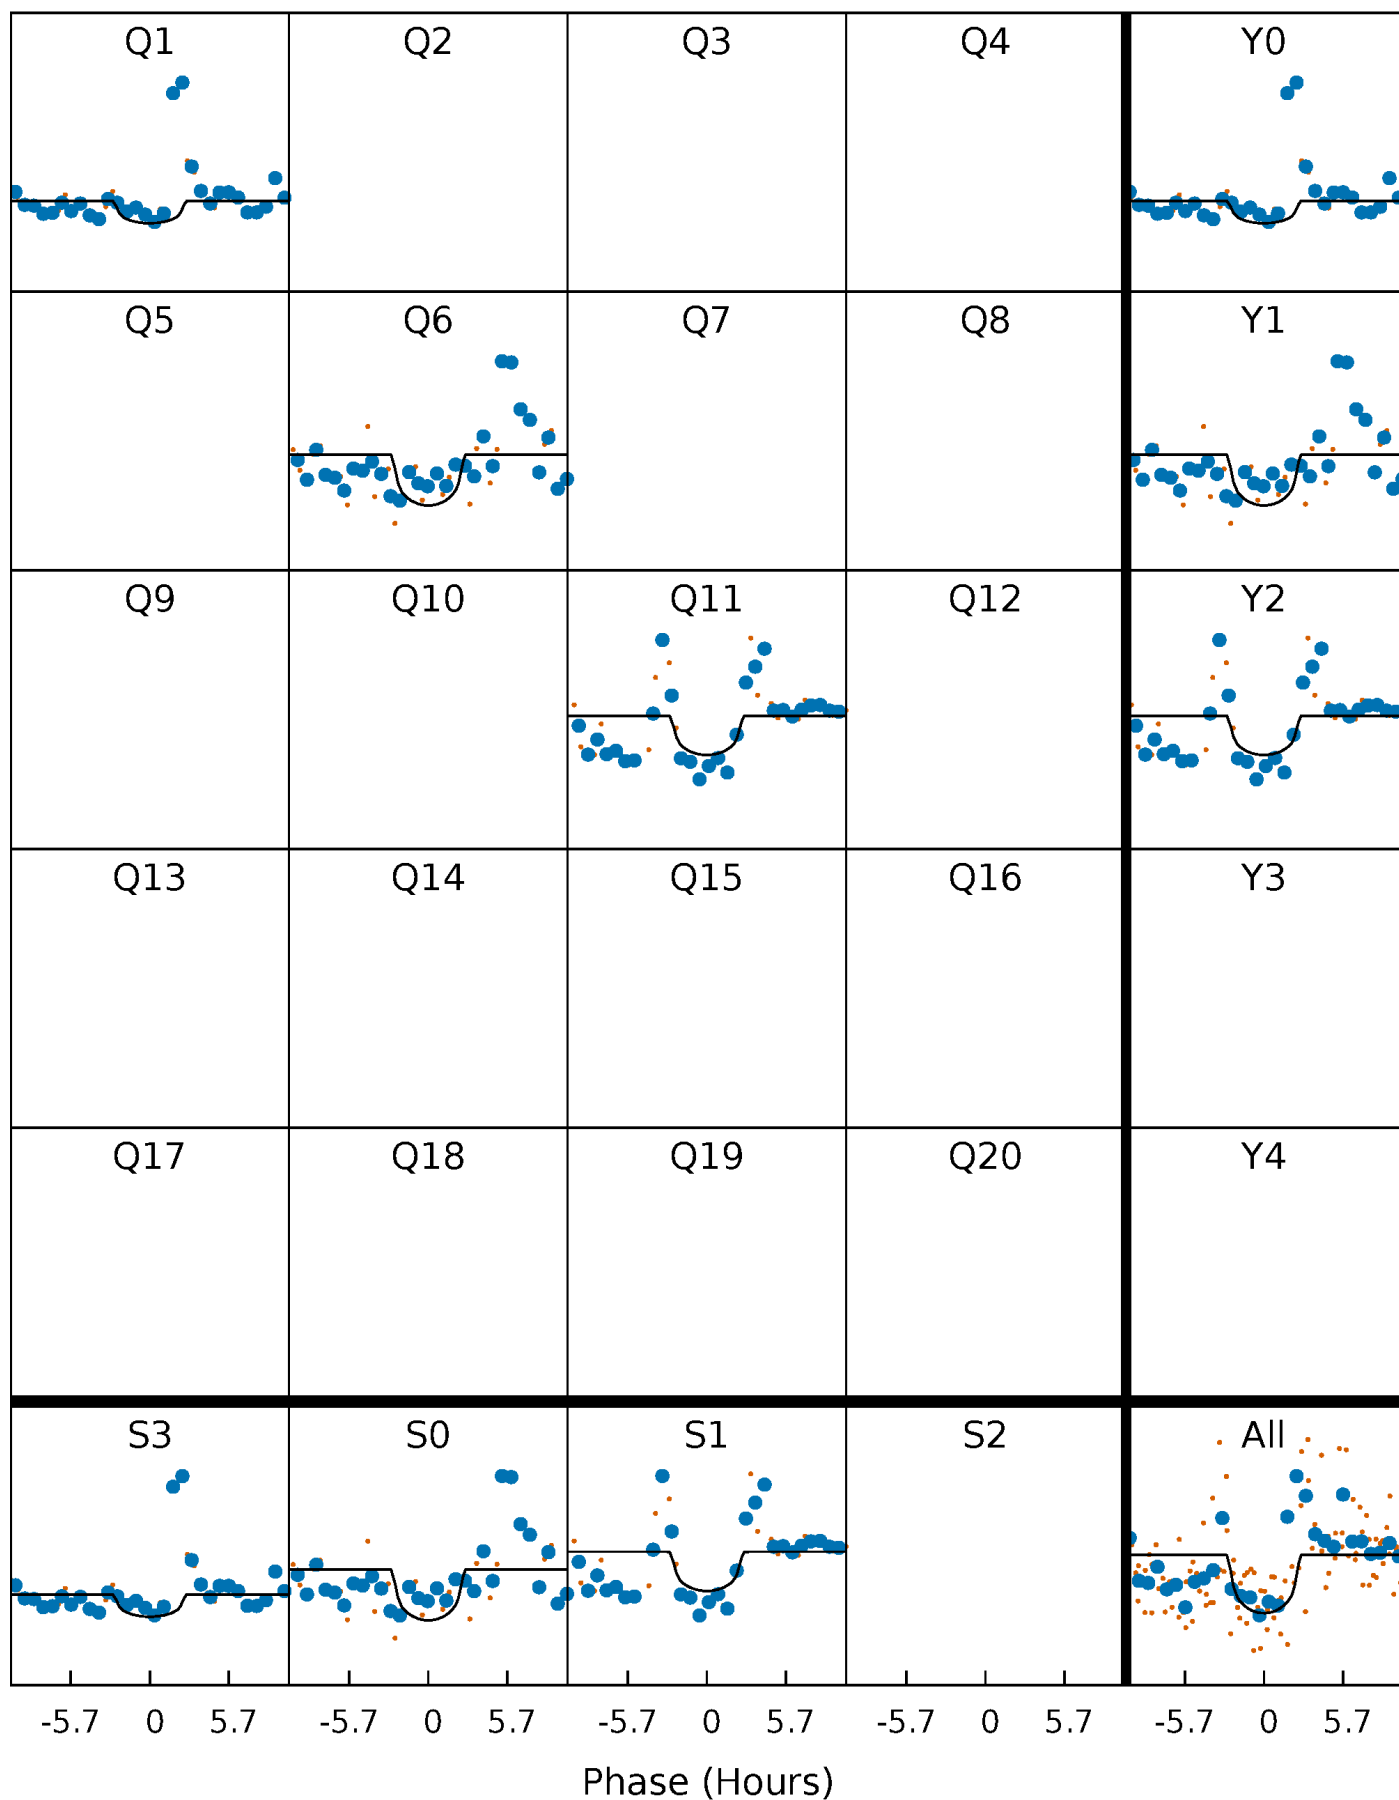 Q1 Q2 Q3 Q4 Y0
Q5 Q6 Q7 Q8 Y1
Q9 Q10 Q11 Q12 Y2
Q13 Q14 Q15 Q16 Y3
Q17 Q18 Q19 Q20 Y4
S3 S0 S1 S2 All
-5.7 0 5.7 -5.7 0 5.7 -5.7 0 5.7 -5.7 0 5.7 -5.7 0 5.7
Phase (Hours)